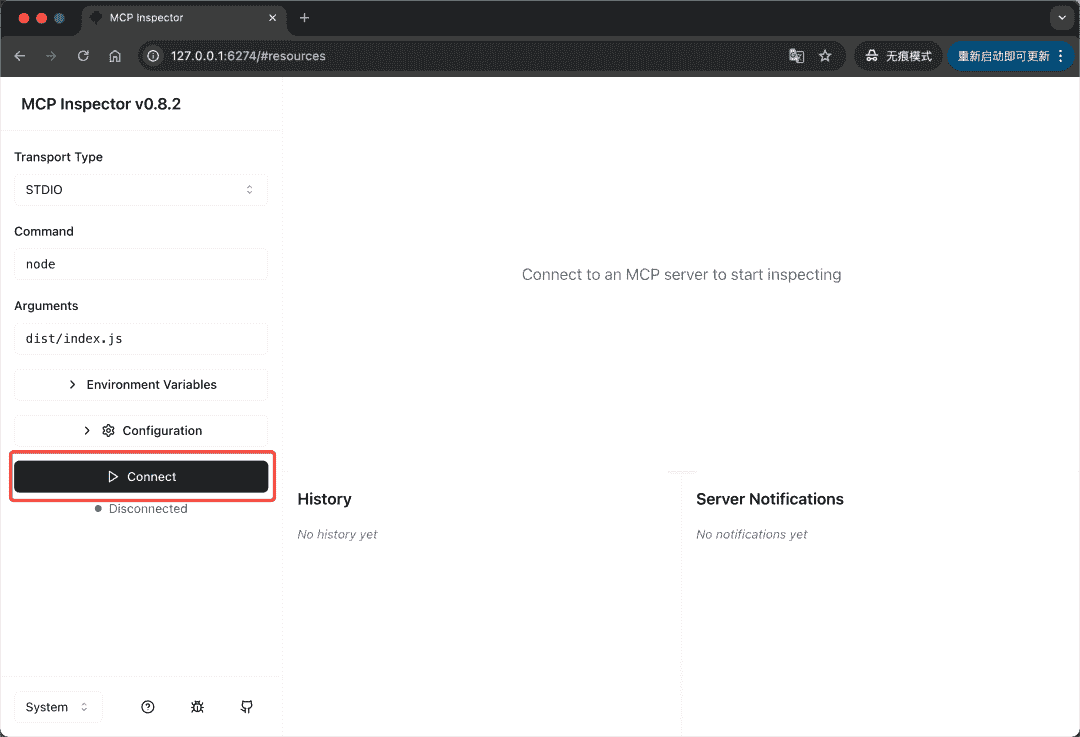 MCP Inspector
127.0.0.1:6274/#resources
无痕模式
重新启动即可更新
MCP Inspector v0.8.2
Transport Type
STDIO
Command
node
Arguments
dist/index.js
Environment Variables
Configuration
Connect
Disconnected
System
Connect to an MCP server to start inspecting
History
No history yet
Server Notifications
No notifications yet